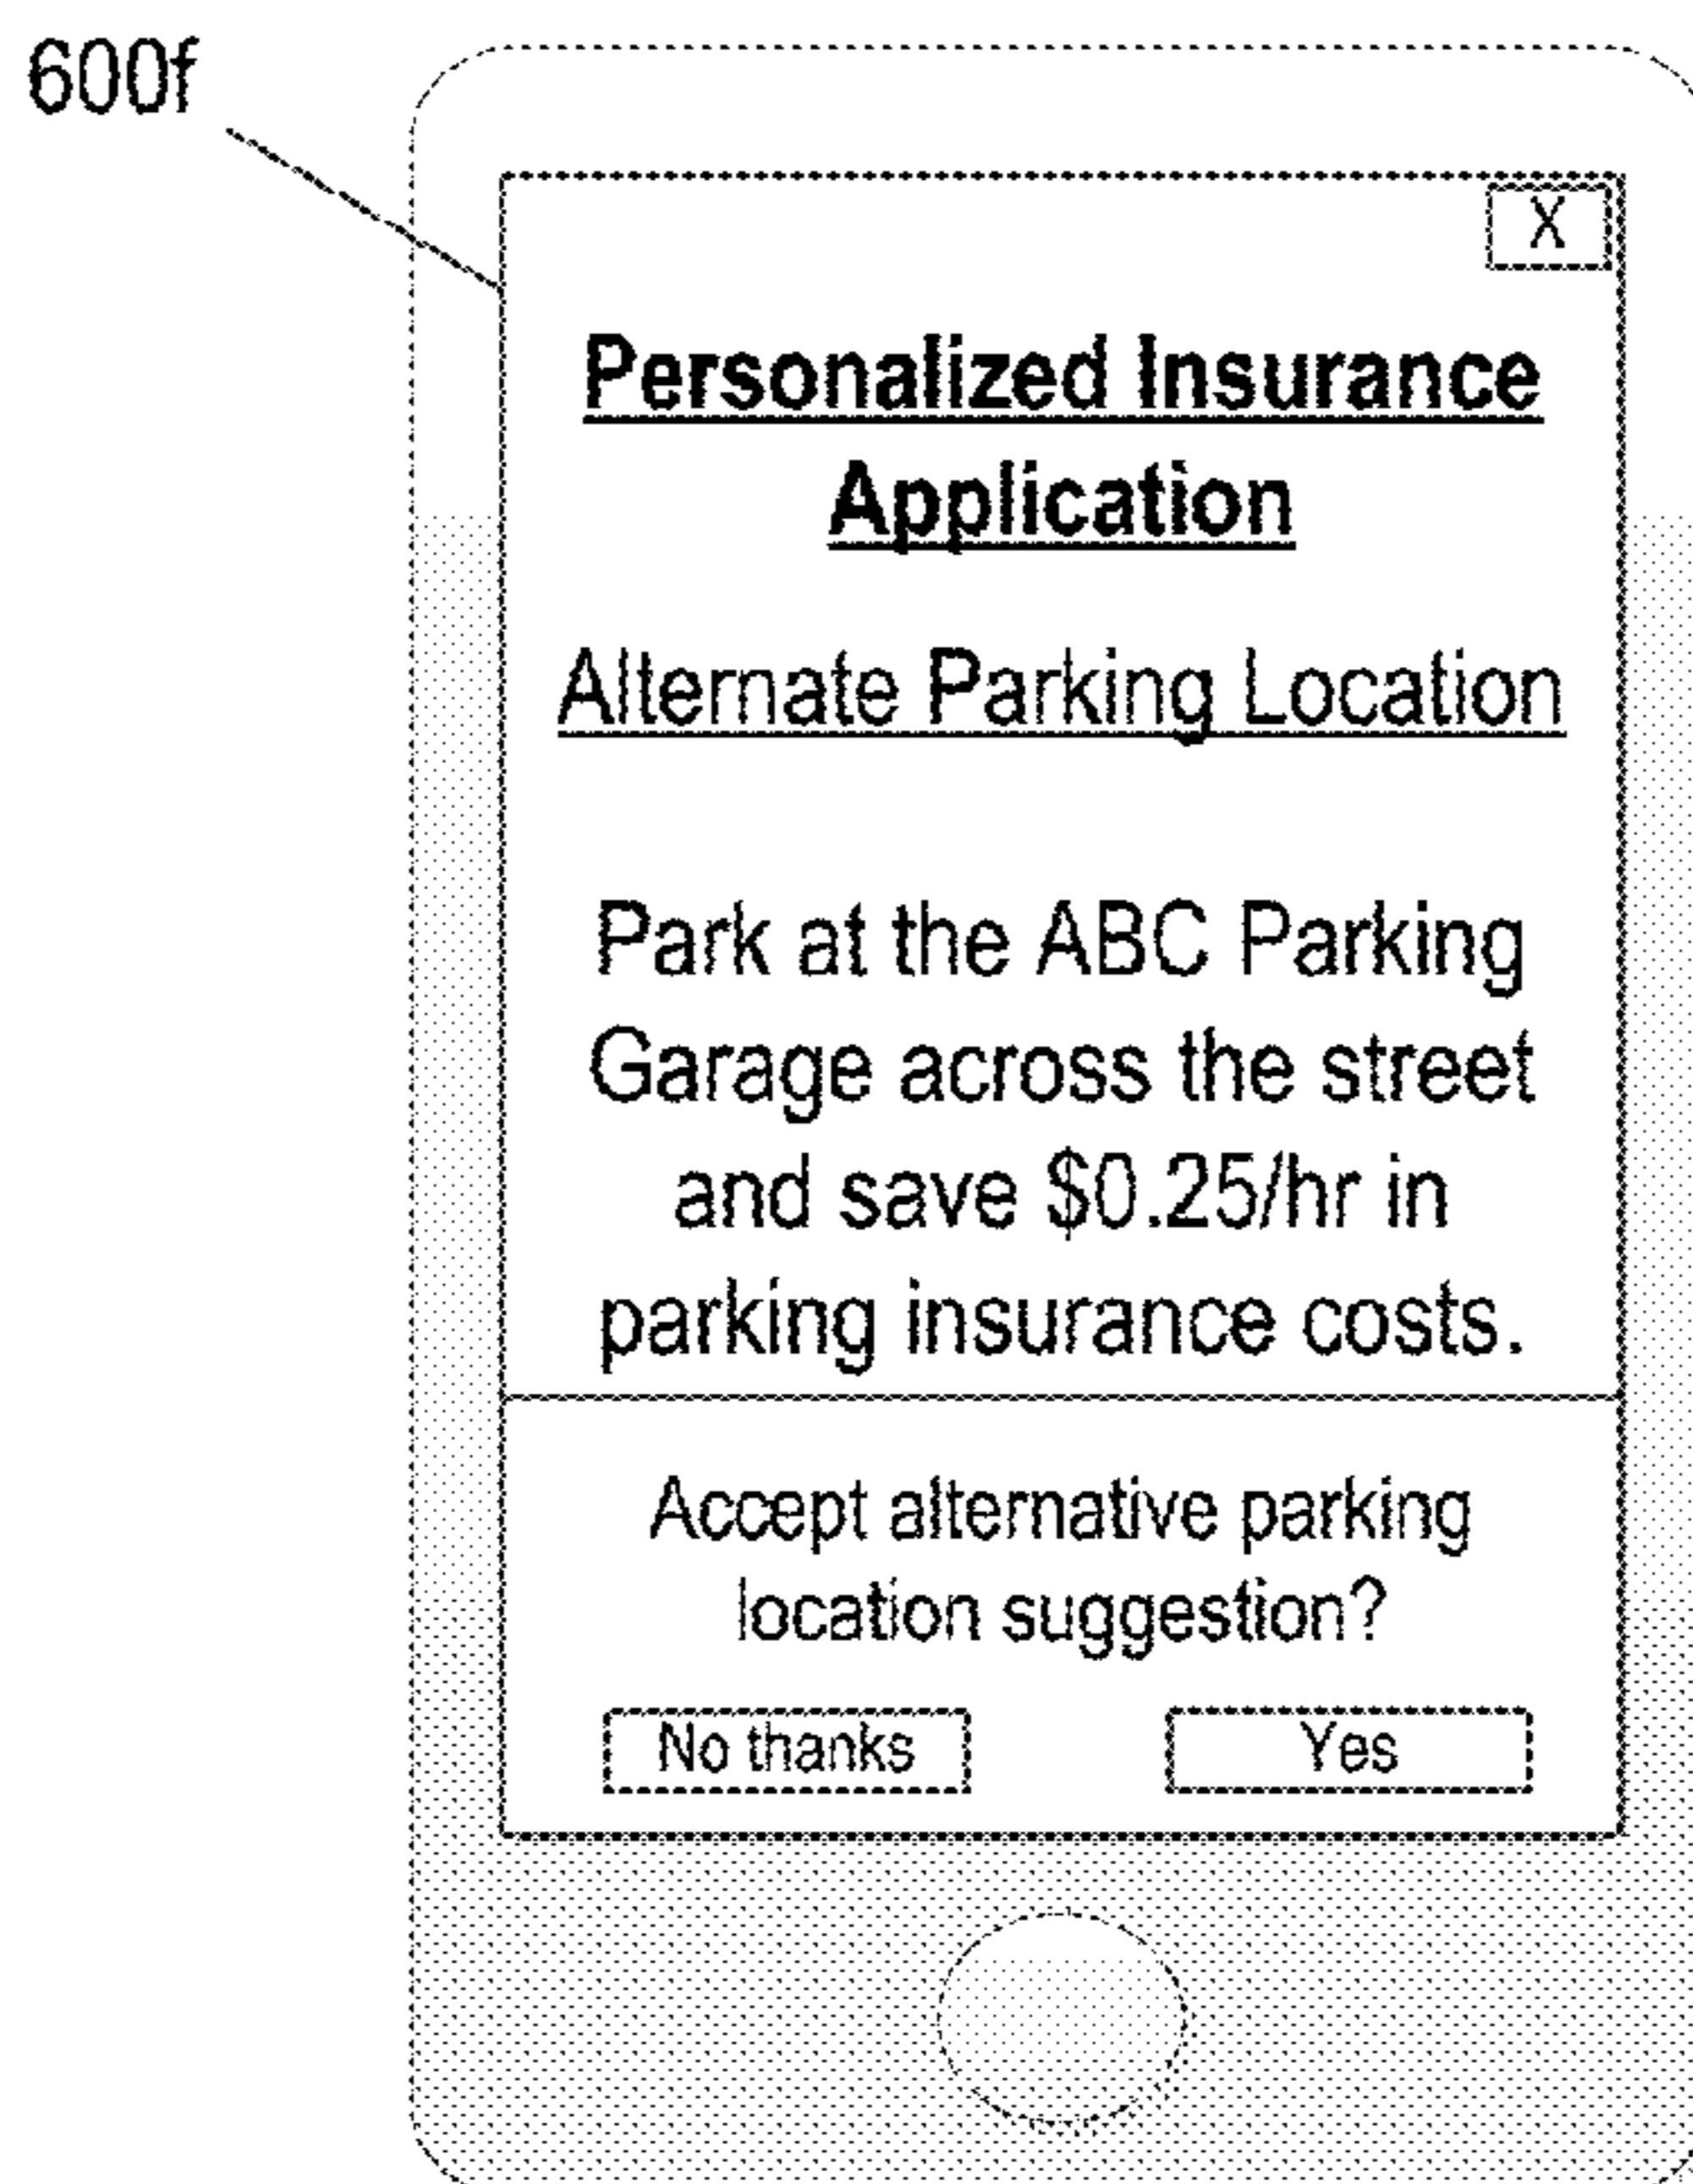 600f
X
Personalized Insurance
Application
Alternate Parking Location
Park at the ABC Parking
Garage across the street
and save $0.25/hr in
parking insurance costs.
Accept alternative parking
location suggestion?
No thanks Yes